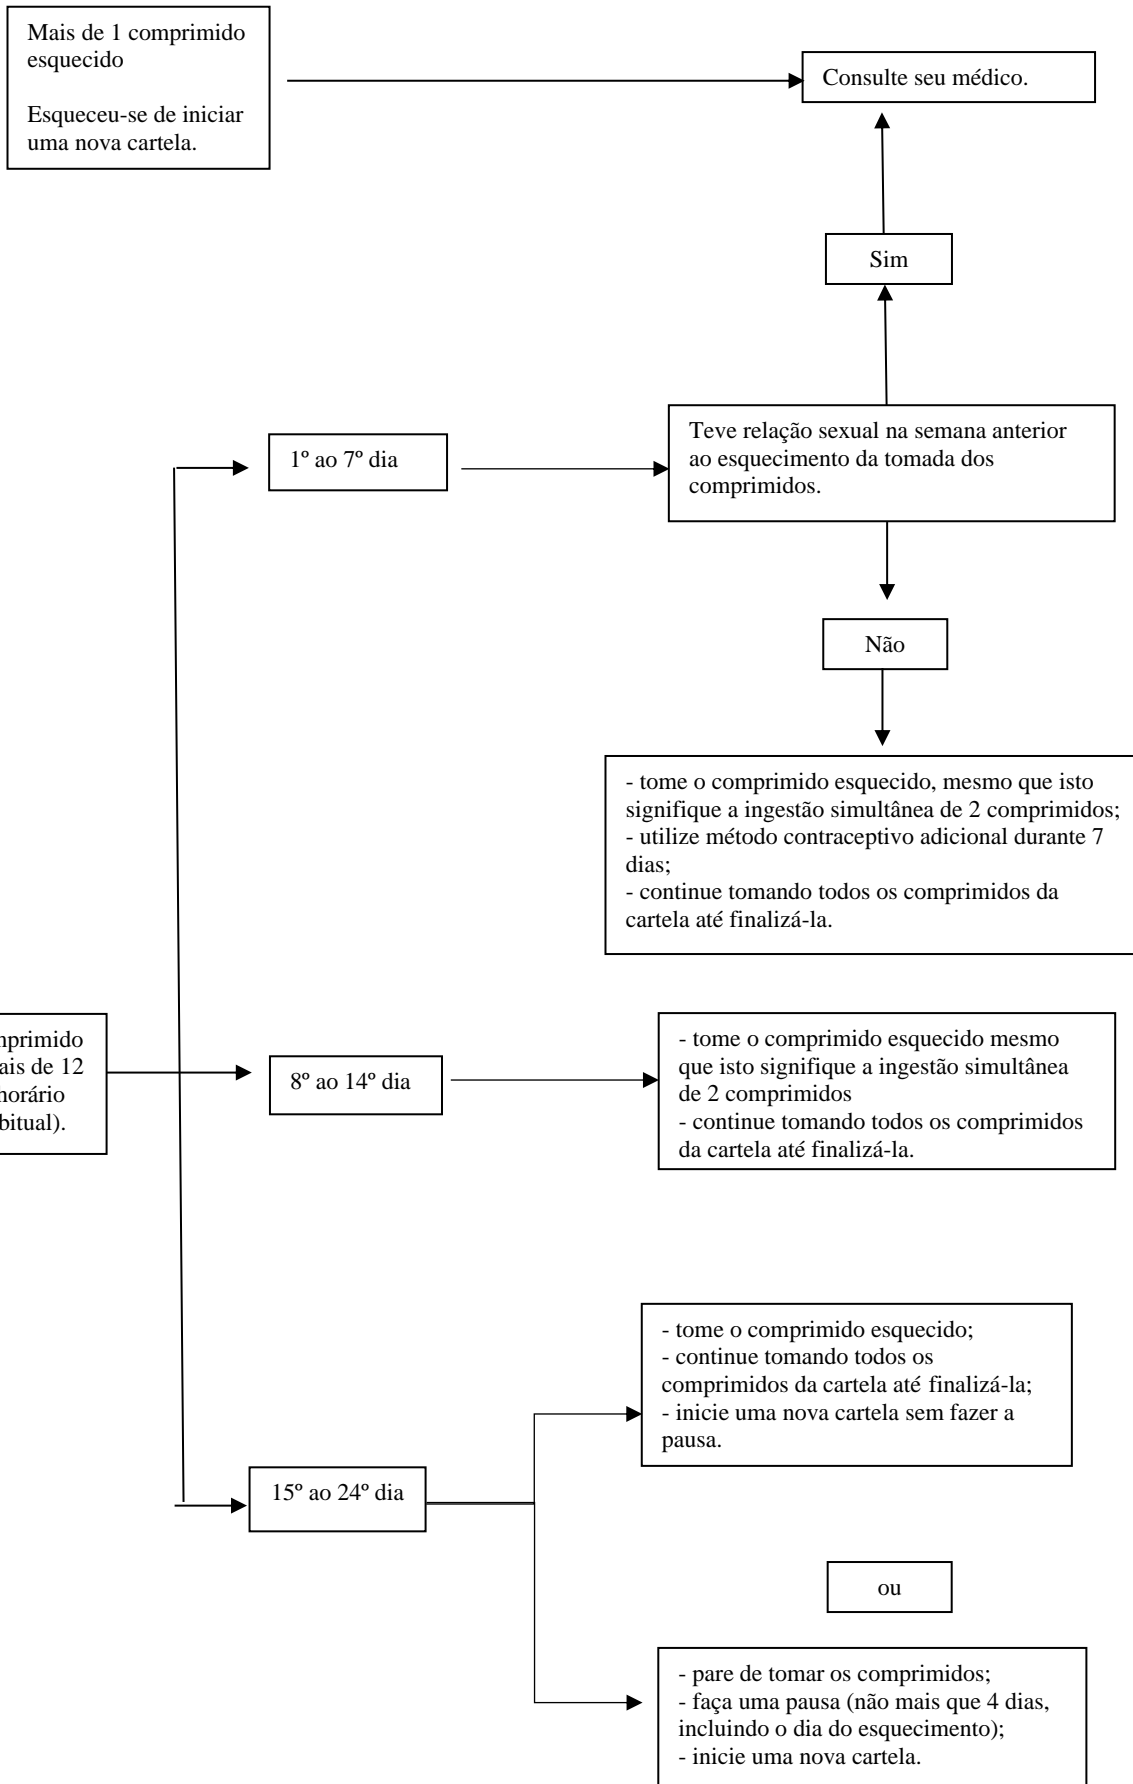 Mais de 1 comprimido
esquecido
Esqueceu-se de iniciar
uma nova cartela.
Consulte seu médico.
Sim
1º ao 7º dia
Teve relação sexual na semana anterior
ao esquecimento da tomada dos
comprimidos.
Não
- tome o comprimido esquecido, mesmo que isto
signifique a ingestão simultânea de 2 comprimidos;
- utilize método contraceptivo adicional durante 7
dias;
- continue tomando todos os comprimidos da
cartela até finalizá-la.
mprimido
ais de 12
horário
bitual).
8º ao 14º dia
- tome o comprimido esquecido mesmo
que isto signifique a ingestão simultânea
de 2 comprimidos
- continue tomando todos os comprimidos
da cartela até finalizá-la.
- tome o comprimido esquecido;
- continue tomando todos os
comprimidos da cartela até finalizá-la;
- inicie uma nova cartela sem fazer a
pausa.
15º ao 24º dia
ou
- pare de tomar os comprimidos;
- faça uma pausa (não mais que 4 dias,
incluindo o dia do esquecimento);
- inicie uma nova cartela.